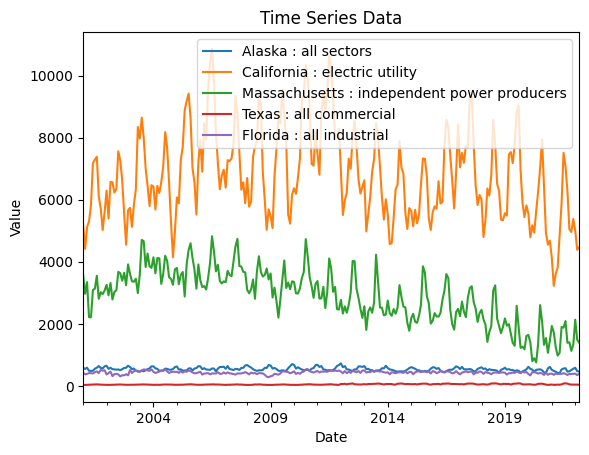 Time Series Data
Alaska : all sectors
California : electric utility
Massachusetts : independent power producers
Texas : all commercial
Florida : all industrial
Value
10000
8000
6000
4000
2000
0
2004
2009
2014
2019
Date